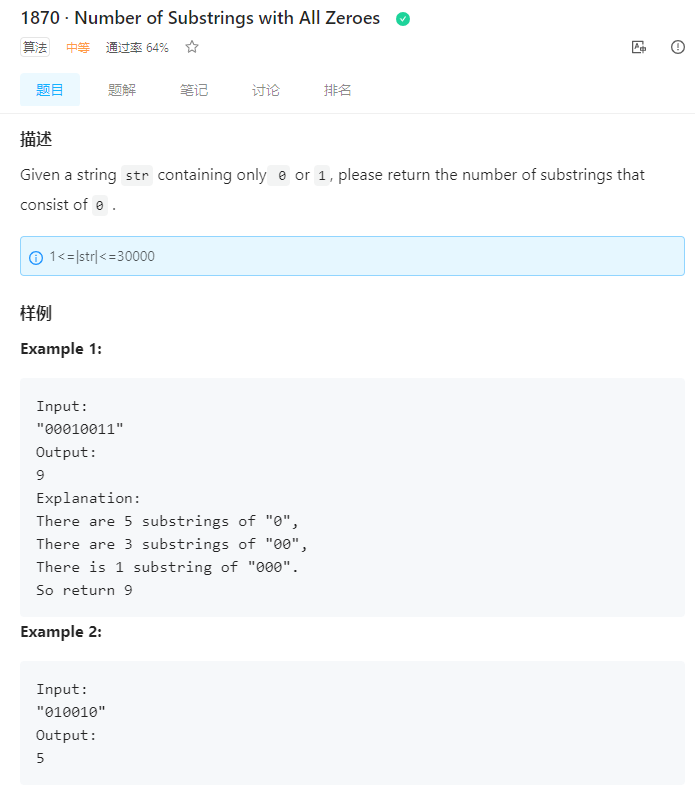 1870 · Number of Substrings with All Zeroes
算法 中等 通过率 64%
题目 题解 笔记 讨论 排名
描述
Given a string str containing only 0 or 1, please return the number of substrings that
consist of 0 .
1<=|str|<=30000
样例
Example 1:
Input:
"00010011"
Output:
9
Explanation:
There are 5 substrings of "0",
There are 3 substrings of "00",
There is 1 substring of "000".
So return 9
Example 2:
Input:
"010010"
Output:
5